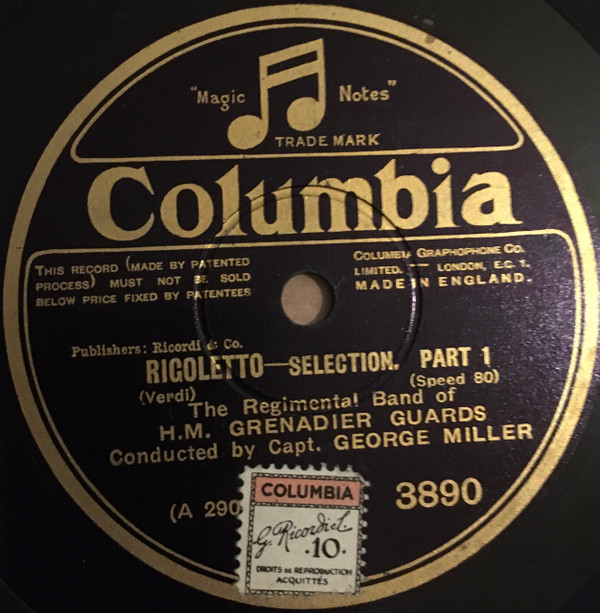 "Magic Notes"
TRADE MARK
Columbia
THIS RECORD (MADE BY PATENTED
PROCESS) MUST NOT BE SOLD
BELOW PRICE FIXED BY PATENTEES
COLUMBIA GRAPHOPHONE CO.
LIMITED. — LONDON, E.C. 1.
MADE IN ENGLAND.
Publishers: Ricordi & Co.
RIGOLETTO—SELECTION. PART 1
(Verdi) (Speed 80)
The Regimental Band of
H.M. GRENADIER GUARDS
Conducted by Capt. GEORGE MILLER
(A 290 3890
COLUMBIA
G. Ricordi
·10·
DROITS DE REPRODUCTION
ACQUITTÉS